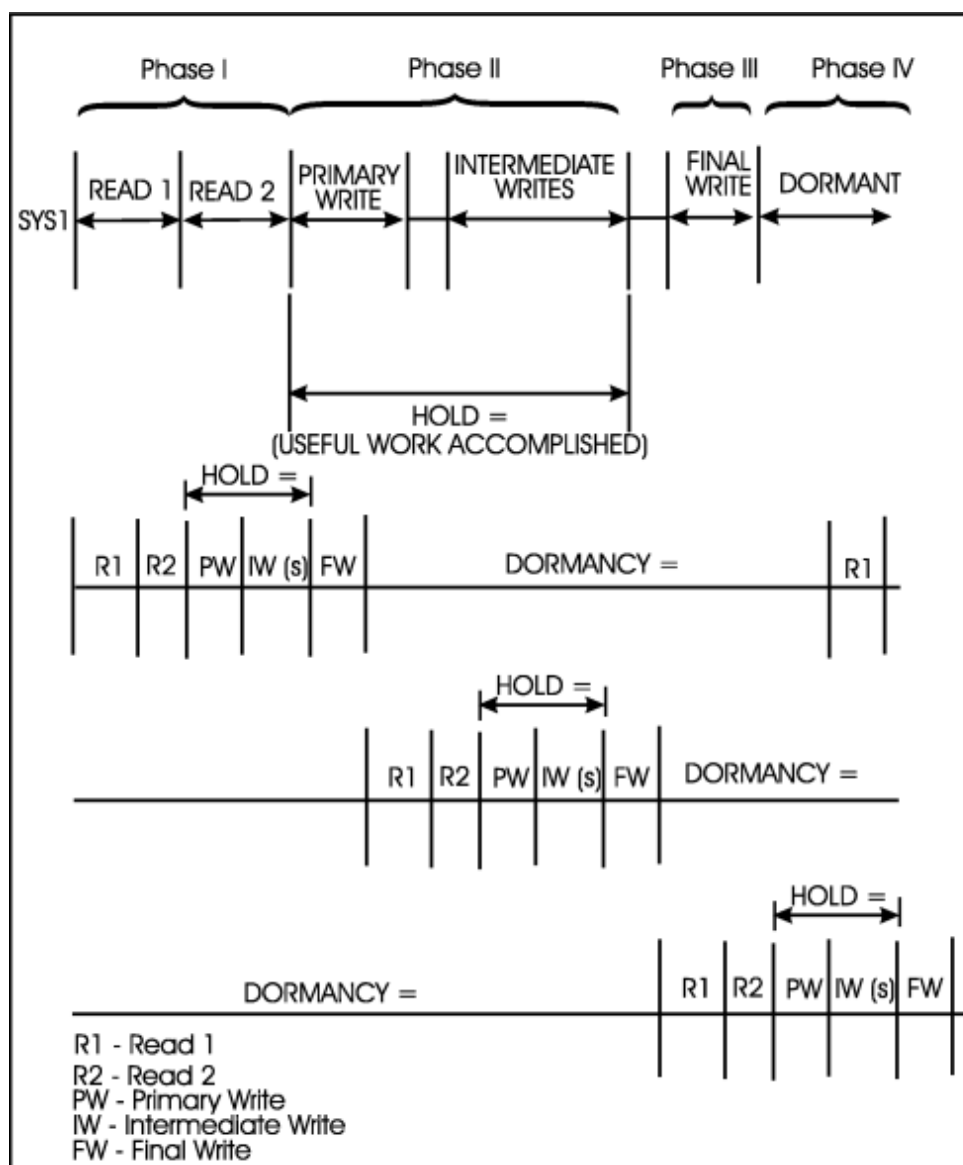 Phase I Phase II Phase III Phase IV
READ 1 READ 2 PRIMARY WRITE INTERMEDIATE WRITES FINAL WRITE DORMANT
SYS1
HOLD =
(USEFUL WORK ACCOMPLISHED)
HOLD =
R1 R2 PW IW (s) FW DORMANCY = R1
HOLD =
R1 R2 PW IW (s) FW DORMANCY =
HOLD =
DORMANCY = R1 R2 PW IW (s) FW
R1 - Read 1
R2 - Read 2
PW - Primary Write
IW - Intermediate Write
FW - Final Write